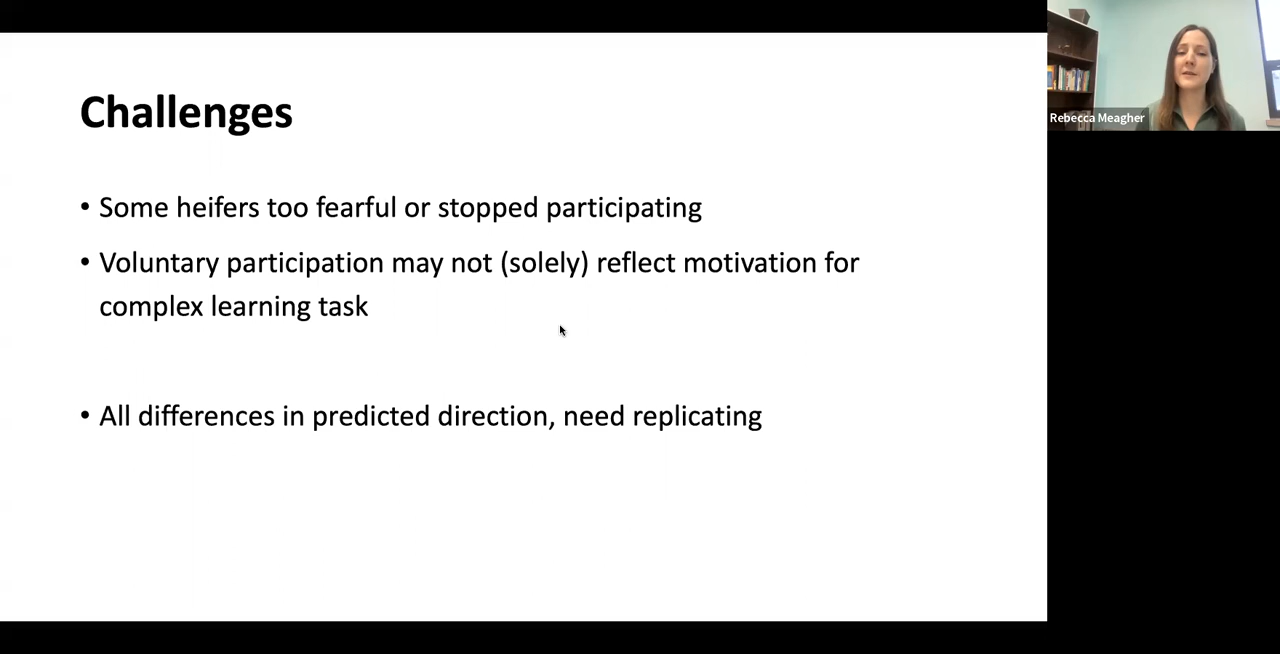 Challenges
• Some heifers too fearful or stopped participating
• Voluntary participation may not (solely) reflect motivation for
complex learning task
• All differences in predicted direction, need replicating
Rebecca Meagher